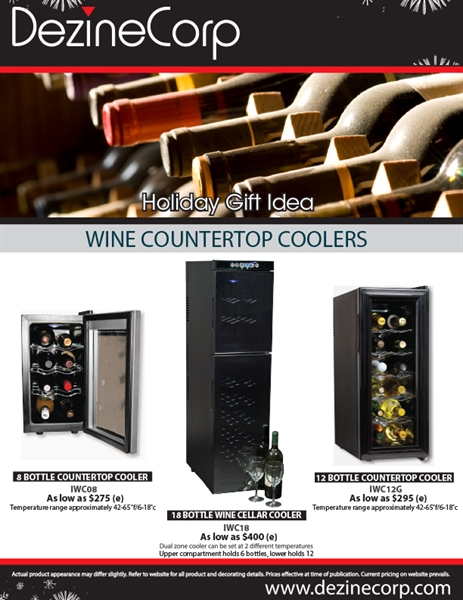 DezineCorp
Holiday Gift Idea
WINE COUNTERTOP COOLERS
8 BOTTLE COUNTERTOP COOLER
IWC08
As low as $275 (e)
Temperature range approximately 42-65°f/6-18°c
18 BOTTLE WINE CELLAR COOLER
IWC18
As low as $400 (e)
Dual zone cooler can be set at 2 different temperatures
Upper compartment holds 6 bottles, lower holds 12
12 BOTTLE COUNTERTOP COOLER
IWC12G
As low as $295 (e)
Temperature range approximately 42-65°f/6-18°c
Actual product appearance may differ slightly. Refer to website for all product and decorating details. Prices effective at time of publication. Current pricing on website prevails.
www.dezinecorp.com